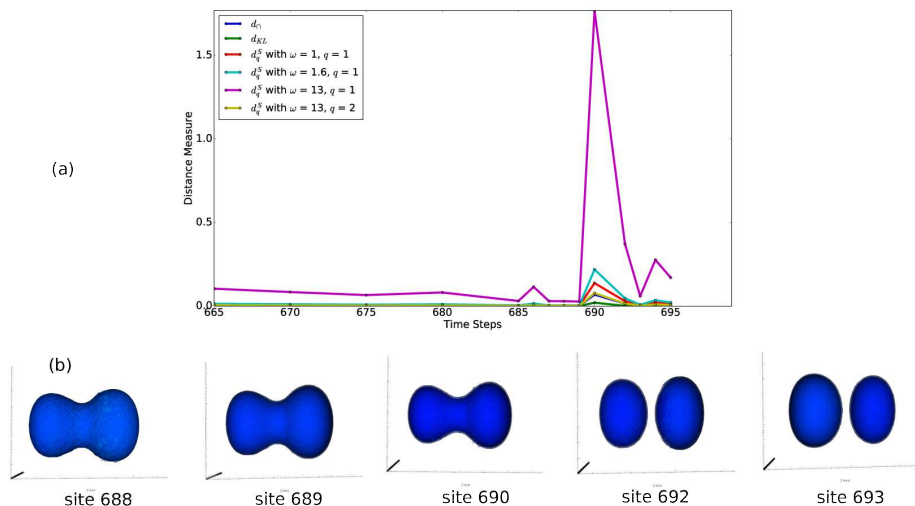 (a)
Distance Measure
1.5
1.0
0.5
0.0
d∩
dKL
d_q^S with ω = 1, q = 1
d_q^S with ω = 1.6, q = 1
d_q^S with ω = 13, q = 1
d_q^S with ω = 13, q = 2
665 670 675 680 685 690 695
Time Steps
(b)
site 688 site 689 site 690 site 692 site 693